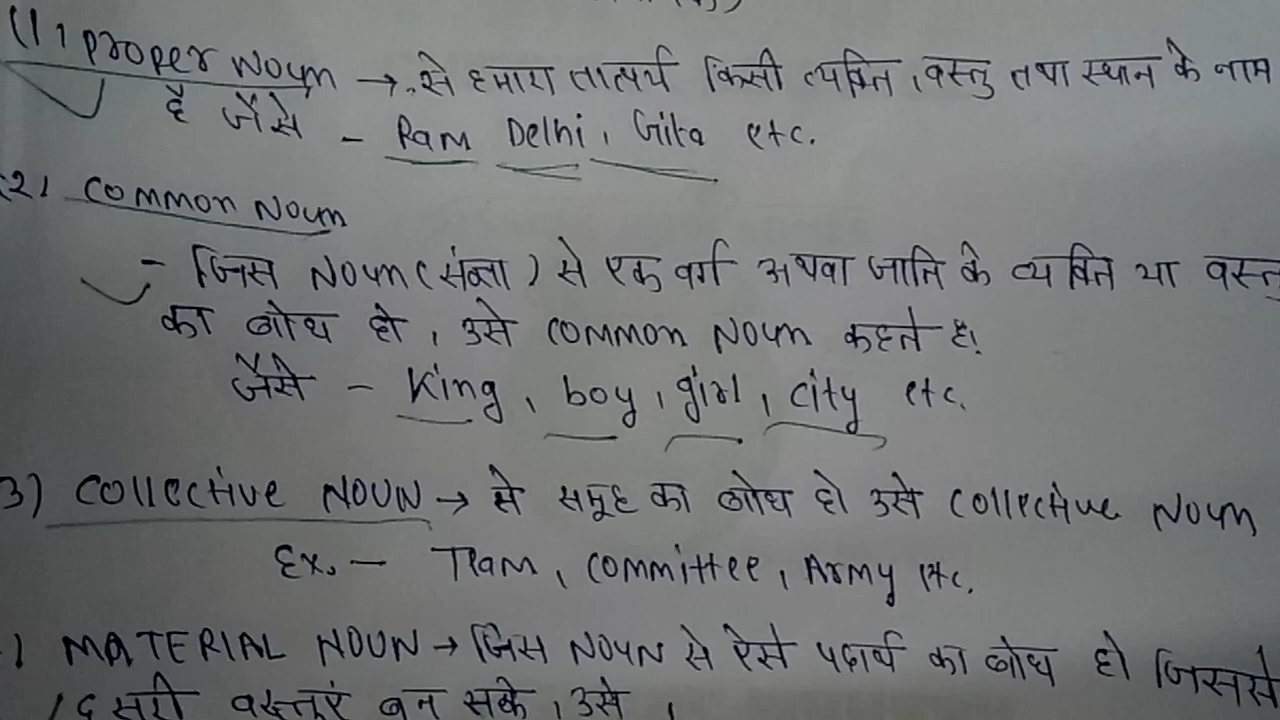 (1) Proper Noun → से हमारा तात्पर्य किसी व्यक्ति, वस्तु तथा स्थान के नाम
है जैसे - Ram Delhi, Gita etc.
(2) Common Noun
- जिस Noun (संज्ञा) से एक वर्ग अथवा जाति के व्यक्ति या वस्तु
का बोध हो, उसे common Noun कहते है।
जैसे - King, boy, girl, city etc.
3) Collective NOUN → से समूह का बोध हो उसे Collective Noun
Ex. - Team, committee, Army etc.
) MATERIAL NOUN → जिस NOUN से ऐसे पदार्थ का बोध हो जिससे
दुसरी वस्तुएं बन सके, उसे